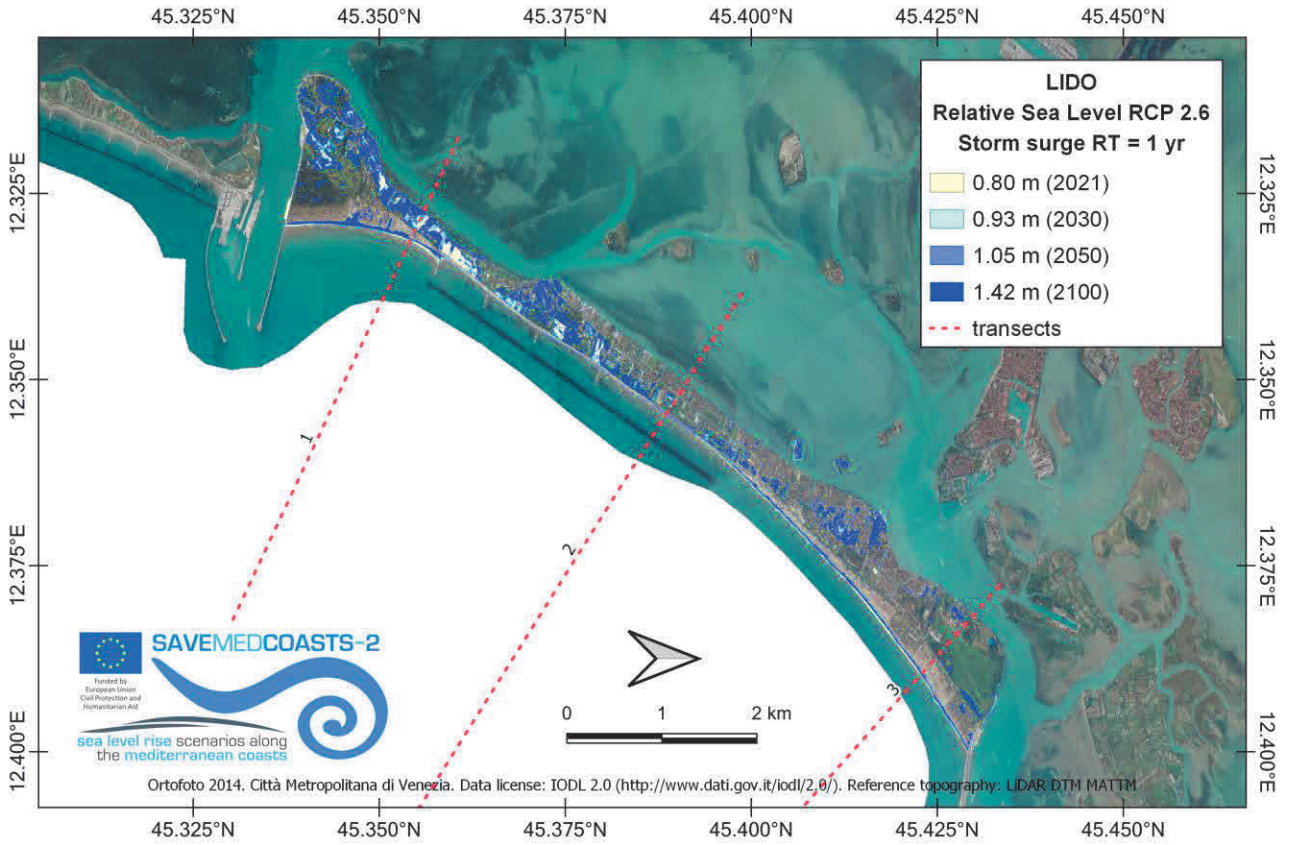 45.325°N 45.350°N 45.375°N 45.400°N 45.425°N 45.450°N
LIDO
Relative Sea Level RCP 2.6
Storm surge RT = 1 yr
0.80 m (2021)
0.93 m (2030)
1.05 m (2050)
1.42 m (2100)
transects
12.325°E
12.350°E
12.375°E
12.400°E
12.325°E
12.350°E
12.375°E
12.400°E
1
2
3
SAVEMEDCOASTS-2
Funded by
European Union
Civil Protection and
Humanitarian Aid
sea level rise scenarios along
the mediterranean coasts
0 1 2 km
Ortofoto 2014. Città Metropolitana di Venezia. Data license: IODL 2.0 (http://www.dati.gov.it/iodl/2.0/). Reference topography: LiDAR DTM MATTM
45.325°N 45.350°N 45.375°N 45.400°N 45.425°N 45.450°N